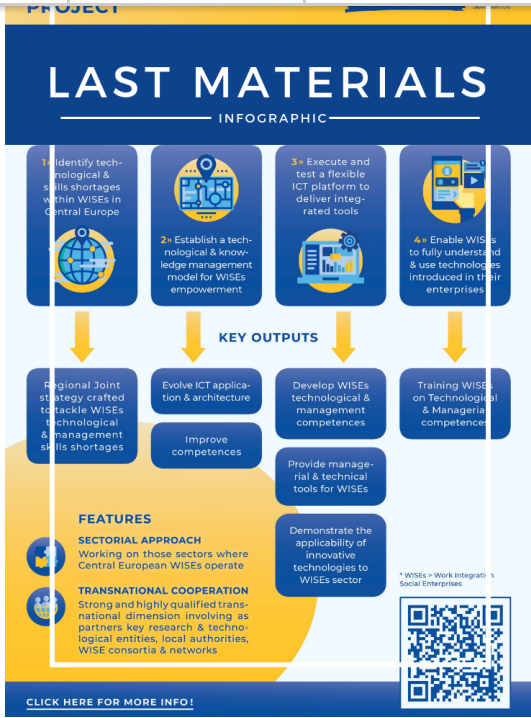 PROJECT
LAST MATERIALS
INFOGRAPHIC
1» Identify tech-
nological &
skills shortages
within WISEs in
Central Europe
2» Establish a tech-
nological & know-
ledge management
model for WISEs
empowerment
3» Execute and
test a flexible
ICT platform to
deliver integ-
rated tools
4» Enable WISEs
to fully understand
& use technologies
introduced in their
enterprises
KEY OUTPUTS
Regional Joint
strategy crafted
to tackle WISEs
technological
& management
skills shortages
Evolve ICT applica-
tion & architecture
Improve
competences
Develop WISEs
technological &
management
competences
Provide manage-
rial & technical
tools for WISEs
Demonstrate the
applicability of
innovative
technologies to
WISEs sector
Training WISEs
on Technological
& Managerial
competences
FEATURES
SECTORIAL APPROACH
Working on those sectors where
Central European WISEs operate
TRANSNATIONAL COOPERATION
Strong and highly qualified trans-
national dimension involving as
partners key research & techno-
logical entities, local authorities,
WISE consortia & networks
* WISEs > Work Integration
Social Enterprises
CLICK HERE FOR MORE INFO!